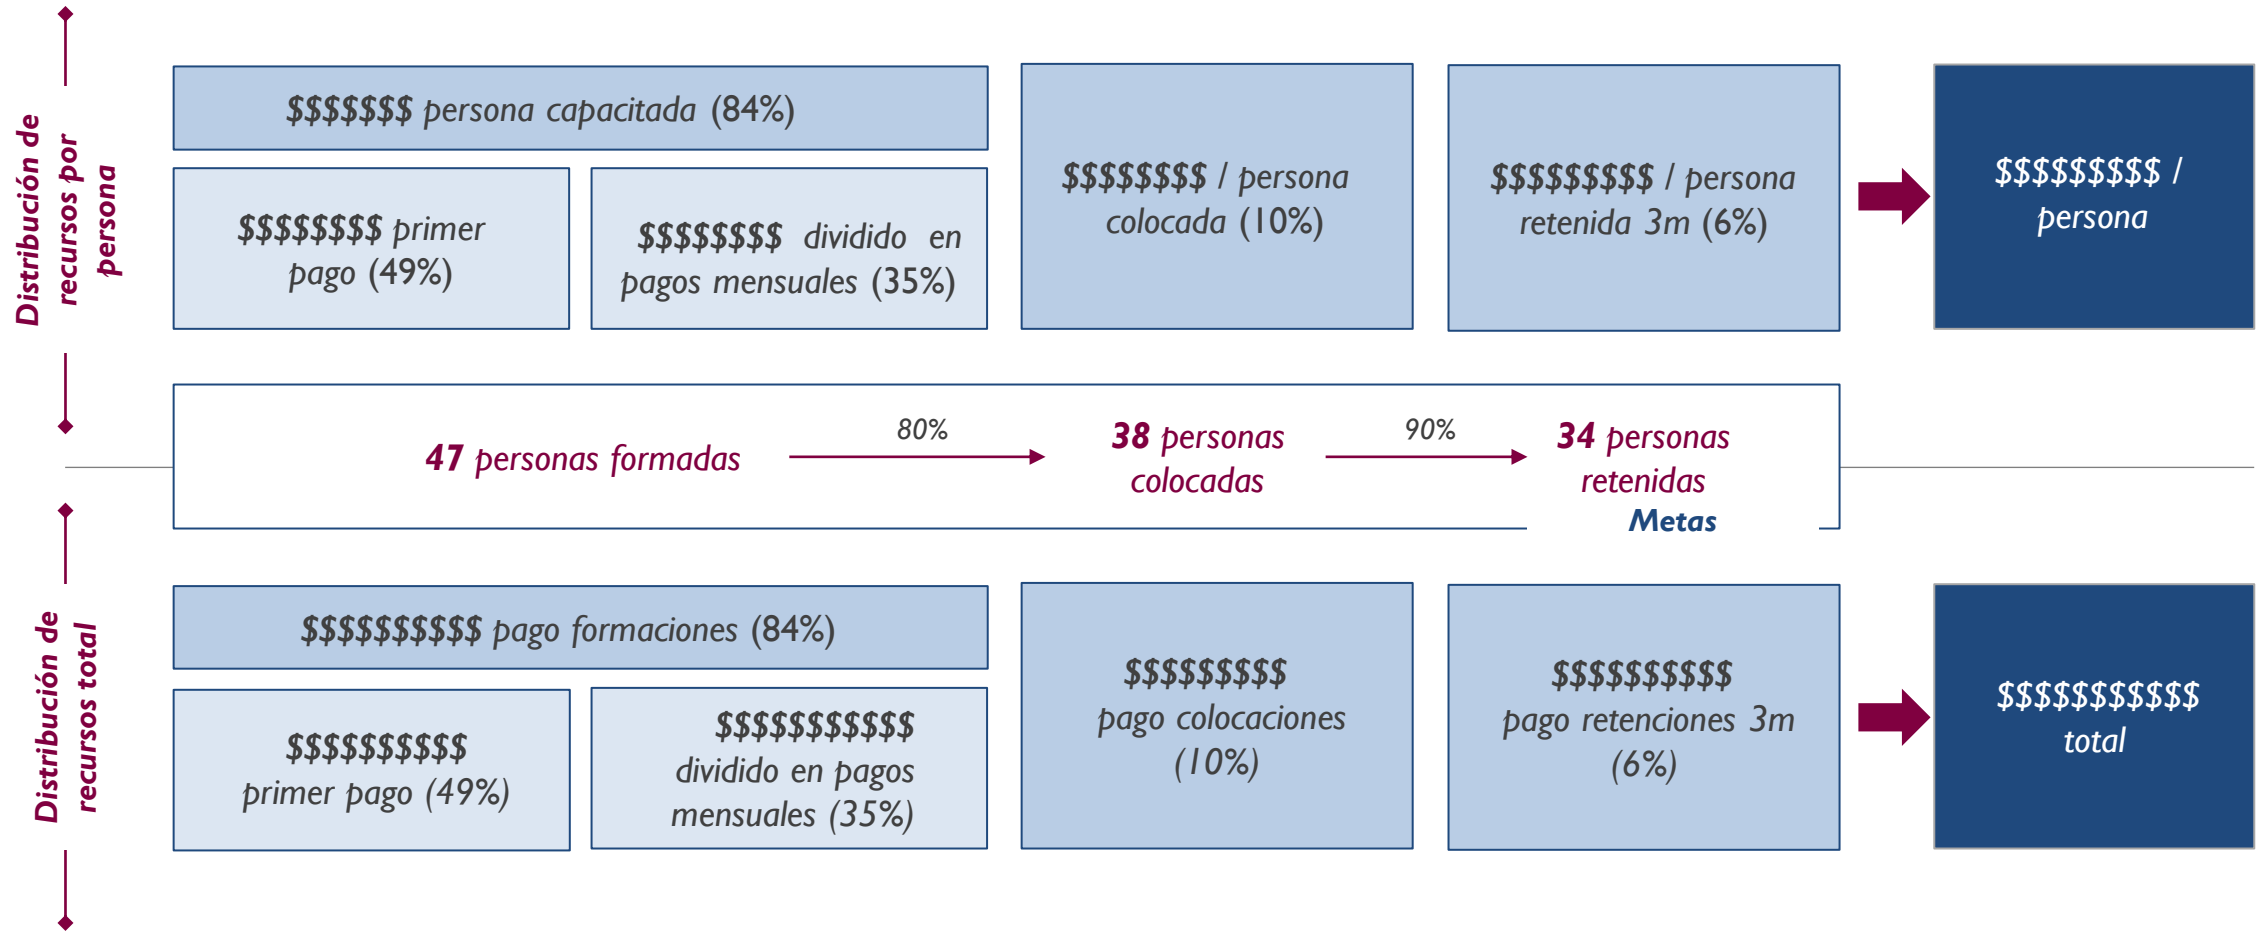 Distribución de
recursos por
persona
$$$$$$$ persona capacitada (84%)
$$$$$$$$ primer
pago (49%)
$$$$$$$$ dividido en
pagos mensuales (35%)
$$$$$$$$ / persona
colocada (10%)
$$$$$$$$$ / persona
retenida 3m (6%)
$$$$$$$$$ /
persona
47 personas formadas
80%
38 personas
colocadas
90%
34 personas
retenidas
Metas
Distribución de
recursos total
$$$$$$$$$$ pago formaciones (84%)
$$$$$$$$$$
primer pago (49%)
$$$$$$$$$$$
dividido en pagos
mensuales (35%)
$$$$$$$$$
pago colocaciones
(10%)
$$$$$$$$$$
pago retenciones 3m
(6%)
$$$$$$$$$$$
total